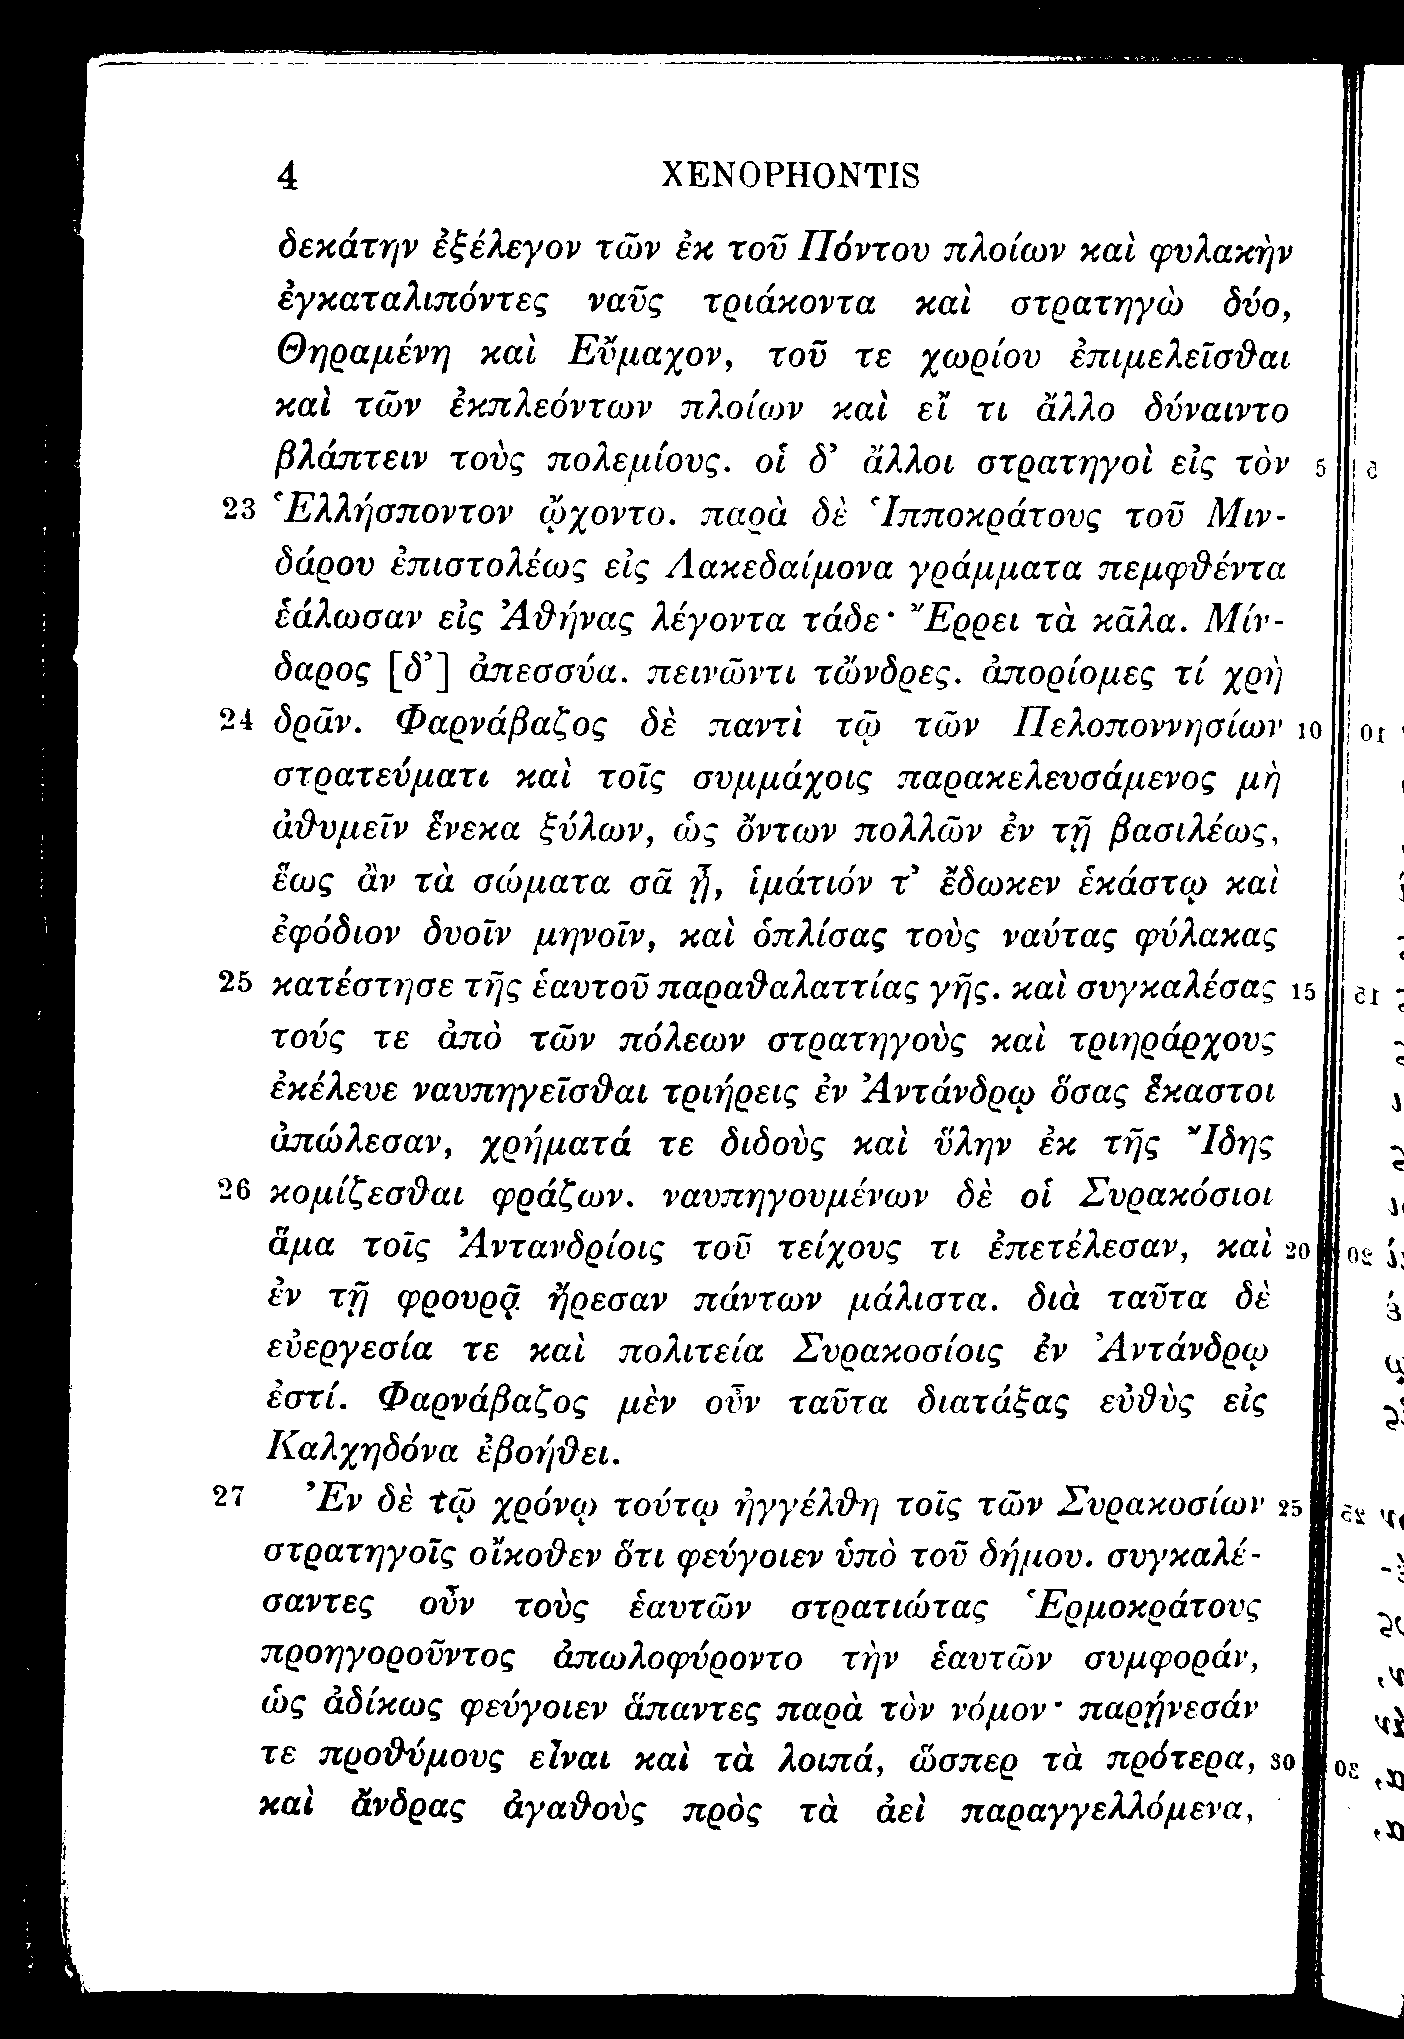 4 XENOPHONTIS
δεκάτην ἐξέλεγον τῶν ἐκ τοῦ Πόντου πλοίων καὶ φυλακὴν
ἐγκαταλιπόντες ναῦς τριάκοντα καὶ στρατηγὼ δύο,
Θηραμένη καὶ Εὔμαχον, τοῦ τε χωρίου ἐπιμελεῖσθαι
καὶ τῶν ἐκπλεόντων πλοίων καὶ εἴ τι ἄλλο δύναιντο
βλάπτειν τοὺς πολεμίους. οἱ δ’ ἄλλοι στρατηγοὶ εἰς τὸν 5
23 Ἑλλήσποντον ᾤχοντο. παρὰ δὲ Ἱπποκράτους τοῦ Μιν-
δάρου ἐπιστολέως εἰς Λακεδαίμονα γράμματα πεμφθέντα
ἑάλωσαν εἰς Ἀθήνας λέγοντα τάδε· Ἔρρει τὰ κᾶλα. Μίν-
δαρος [δ’] ἀπεσσύα. πεινῶντι τὤνδρες. ἀπορίομες τί χρὴ
24 δρᾶν. Φαρνάβαζος δὲ παντὶ τῷ τῶν Πελοποννησίων 10
στρατεύματι καὶ τοῖς συμμάχοις παρακελευσάμενος μὴ
ἀθυμεῖν ἕνεκα ξύλων, ὡς ὄντων πολλῶν ἐν τῇ βασιλέως,
ἕως ἂν τὰ σώματα σᾶ ᾖ, ἱμάτιόν τ’ ἔδωκεν ἑκάστῳ καὶ
ἐφόδιον δυοῖν μηνοῖν, καὶ ὁπλίσας τοὺς ναύτας φύλακας
25 κατέστησε τῆς ἑαυτοῦ παραθαλαττίας γῆς. καὶ συγκαλέσας 15
τούς τε ἀπὸ τῶν πόλεων στρατηγοὺς καὶ τριηράρχους
ἐκέλευε ναυπηγεῖσθαι τριήρεις ἐν Ἀντάνδρῳ ὅσας ἕκαστοι
ἀπώλεσαν, χρήματά τε διδοὺς καὶ ὕλην ἐκ τῆς Ἴδης
26 κομίζεσθαι φράζων. ναυπηγουμένων δὲ οἱ Συρακόσιοι
ἅμα τοῖς Ἀντανδρίοις τοῦ τείχους τι ἐπετέλεσαν, καὶ 20
ἐν τῇ φρουρᾷ ἤρεσαν πάντων μάλιστα. διὰ ταῦτα δὲ
εὐεργεσία τε καὶ πολιτεία Συρακοσίοις ἐν Ἀντάνδρῳ
ἐστί. Φαρνάβαζος μὲν οὖν ταῦτα διατάξας εὐθὺς εἰς
Καλχηδόνα ἐβοήθει.
27 Ἐν δὲ τῷ χρόνῳ τούτῳ ἠγγέλθη τοῖς τῶν Συρακοσίων 25
στρατηγοῖς οἴκοθεν ὅτι φεύγοιεν ὑπὸ τοῦ δήμου. συγκαλέ-
σαντες οὖν τοὺς ἑαυτῶν στρατιώτας Ἑρμοκράτους
προηγοροῦντος ἀπωλοφύροντο τὴν ἑαυτῶν συμφοράν,
ὡς ἀδίκως φεύγοιεν ἅπαντες παρὰ τὸν νόμον· παρῄνεσάν
τε προθύμους εἶναι καὶ τὰ λοιπά, ὥσπερ τὰ πρότερα, 30
καὶ ἄνδρας ἀγαθοὺς πρὸς τὰ ἀεὶ παραγγελλόμενα,